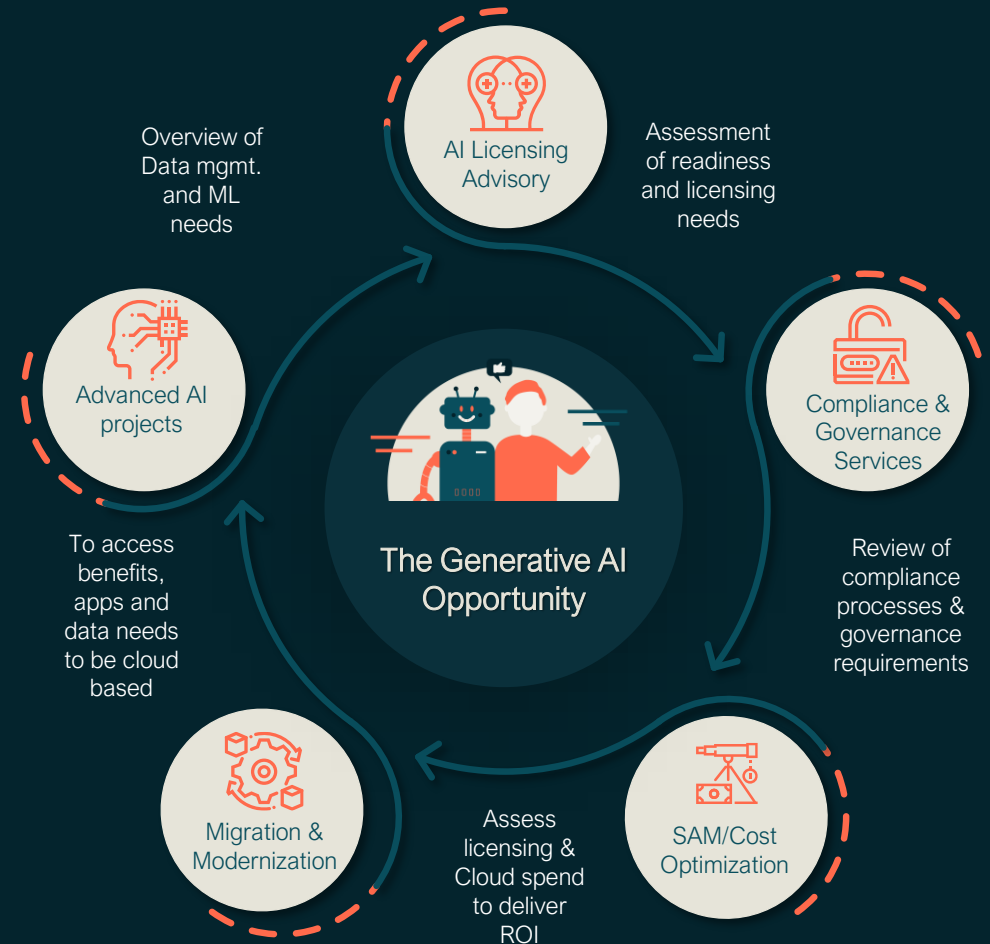 AI Licensing
Advisory
Assessment
of readiness
and licensing
needs
Compliance &
Governance
Services
Review of
compliance
processes &
governance
requirements
SAM/Cost
Optimization
Assess
licensing &
Cloud spend
to deliver
ROI
Migration &
Modernization
To access
benefits,
apps and
data needs
to be cloud
based
Advanced AI
projects
Overview of
Data mgmt.
and ML
needs
The Generative AI
Opportunity